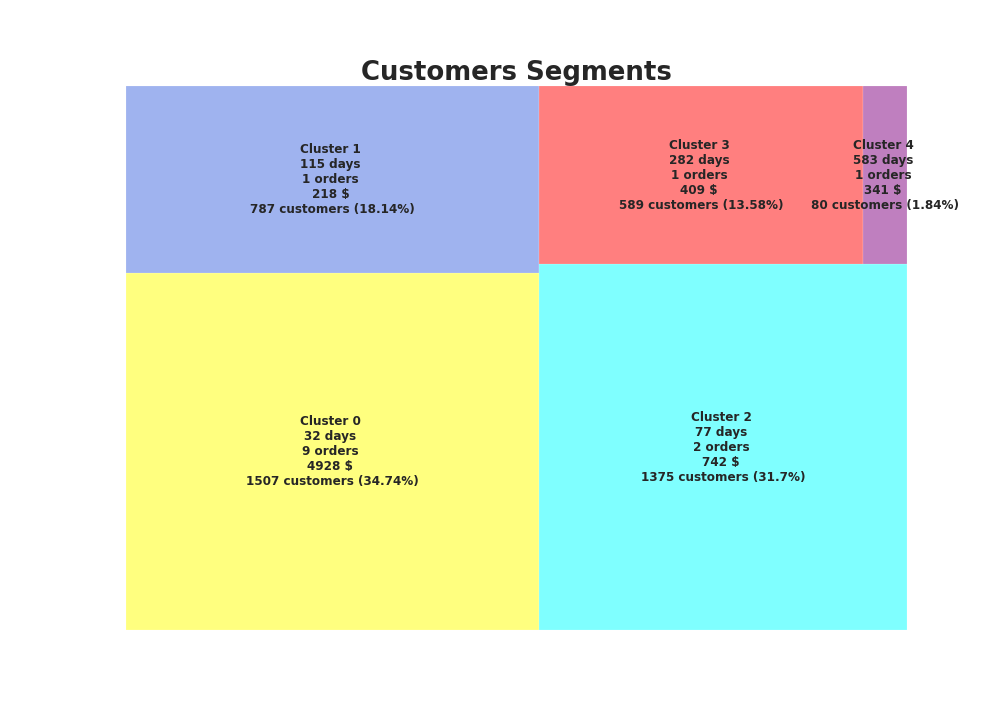 Customers Segments
Cluster 1
115 days
1 orders
218 $
787 customers (18.14%)
Cluster 3
282 days
1 orders
409 $
589 customers (13.58%)
Cluster 4
583 days
1 orders
341 $
80 customers (1.84%)
Cluster 0
32 days
9 orders
4928 $
1507 customers (34.74%)
Cluster 2
77 days
2 orders
742 $
1375 customers (31.7%)